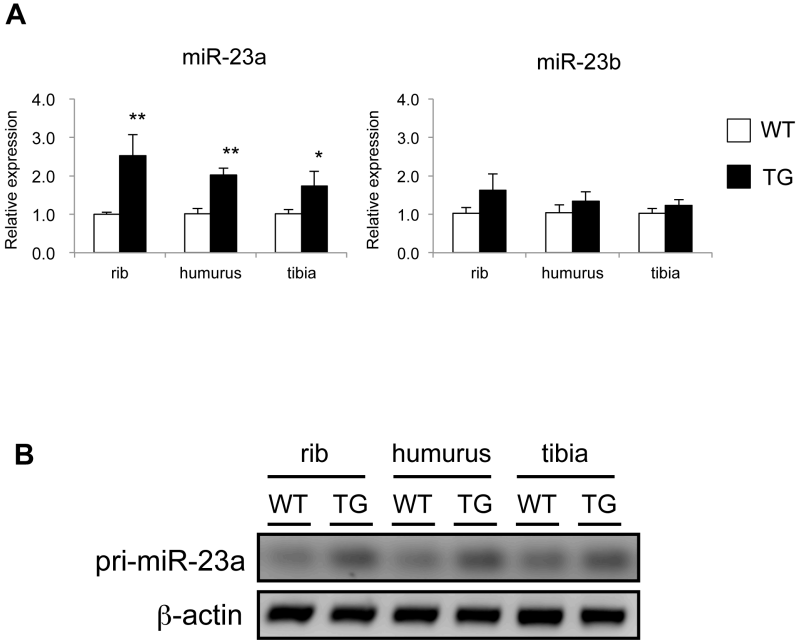 A
miR-23a
miR-23b
Relative expression
4.0
3.0
2.0
1.0
0.0
**
**
*
rib humurus tibia
Relative expression
4.0
3.0
2.0
1.0
0.0
rib humurus tibia
WT
TG
B
rib humurus tibia
WT TG WT TG WT TG
pri-miR-23a
β-actin